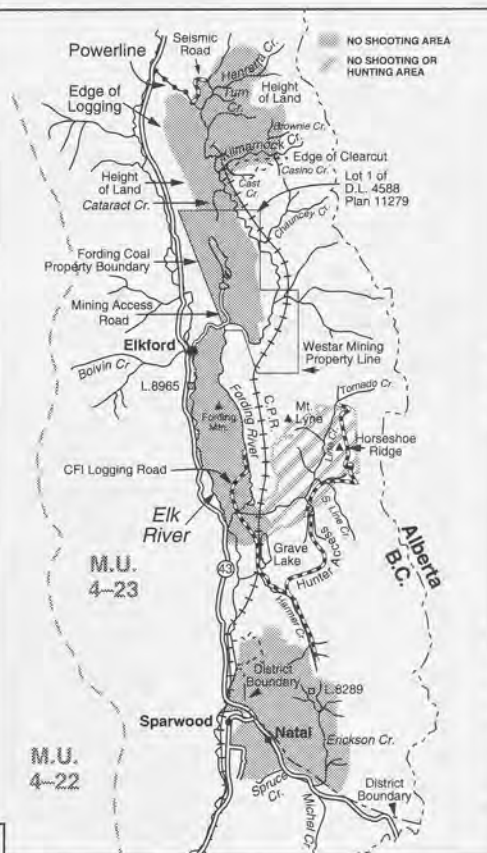 Powerline
Seismic
Road
Henretta Cr.
NO SHOOTING AREA
NO SHOOTING OR
HUNTING AREA
Edge of
Logging
Turn
Cr.
Height
of Land
Brownie Cr.
Kilmarnock Cr.
Edge of Clearcut
Casino Cr.
Height
of Land
Cast
Cr.
Lot 1 of
D.L. 4588
Plan 11279
Cataract Cr.
Chauncey Cr.
Fording Coal
Property Boundary
Mining Access
Road
Westar Mining
Property Line
Elkford
Boivin Cr.
L.8965
Fording River
C.P.R.
Tornado Cr.
Mt.
Lyne
Fording
Mtn.
Line Cr.
Horseshoe
Ridge
CFI Logging Road
S. Line Cr.
Elk
River
Grave
Lake
Hunter Access
Alberta
B.C.
M.U.
4–23
43
Harmer Cr.
District
Boundary
L.8289
Sparwood
Natal
Erickson Cr.
M.U.
4–22
Spruce
Cr.
Michel Cr.
District
Boundary